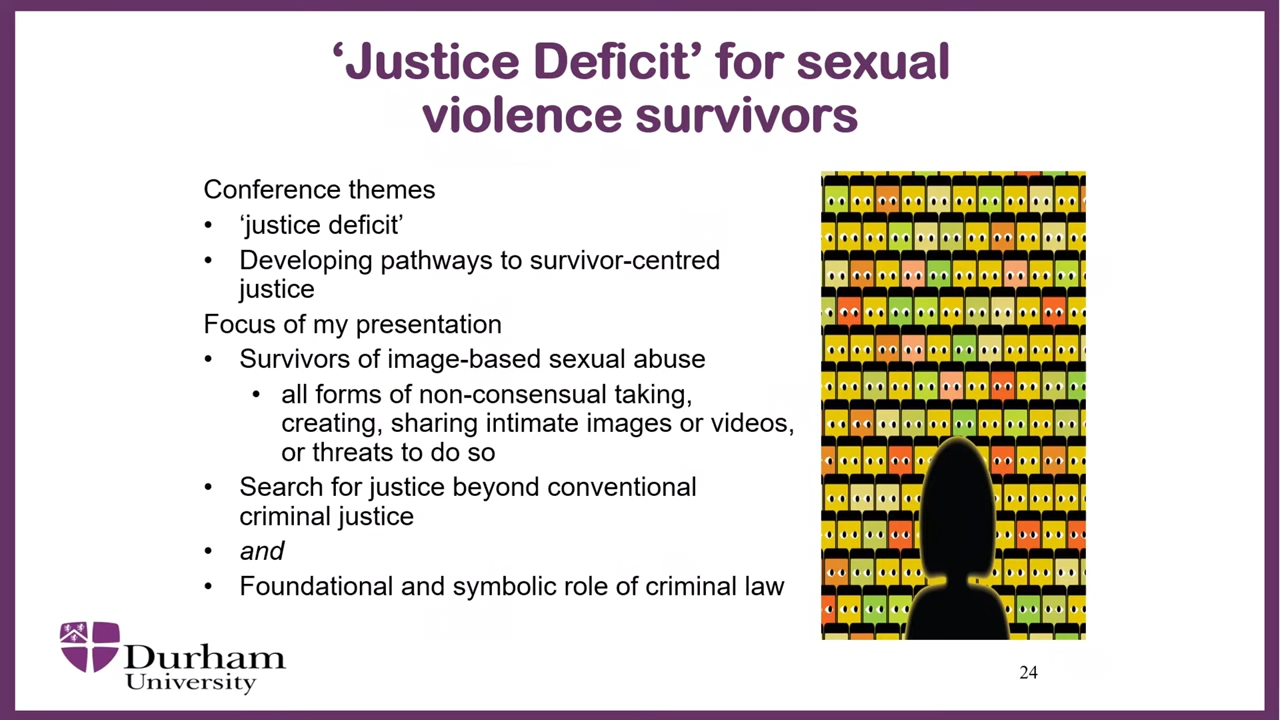 ‘Justice Deficit’ for sexual
violence survivors
Conference themes
• ‘justice deficit’
• Developing pathways to survivor-centred
justice
Focus of my presentation
• Survivors of image-based sexual abuse
• all forms of non-consensual taking,
creating, sharing intimate images or videos,
or threats to do so
• Search for justice beyond conventional
criminal justice
• and
• Foundational and symbolic role of criminal law
Durham
University
24